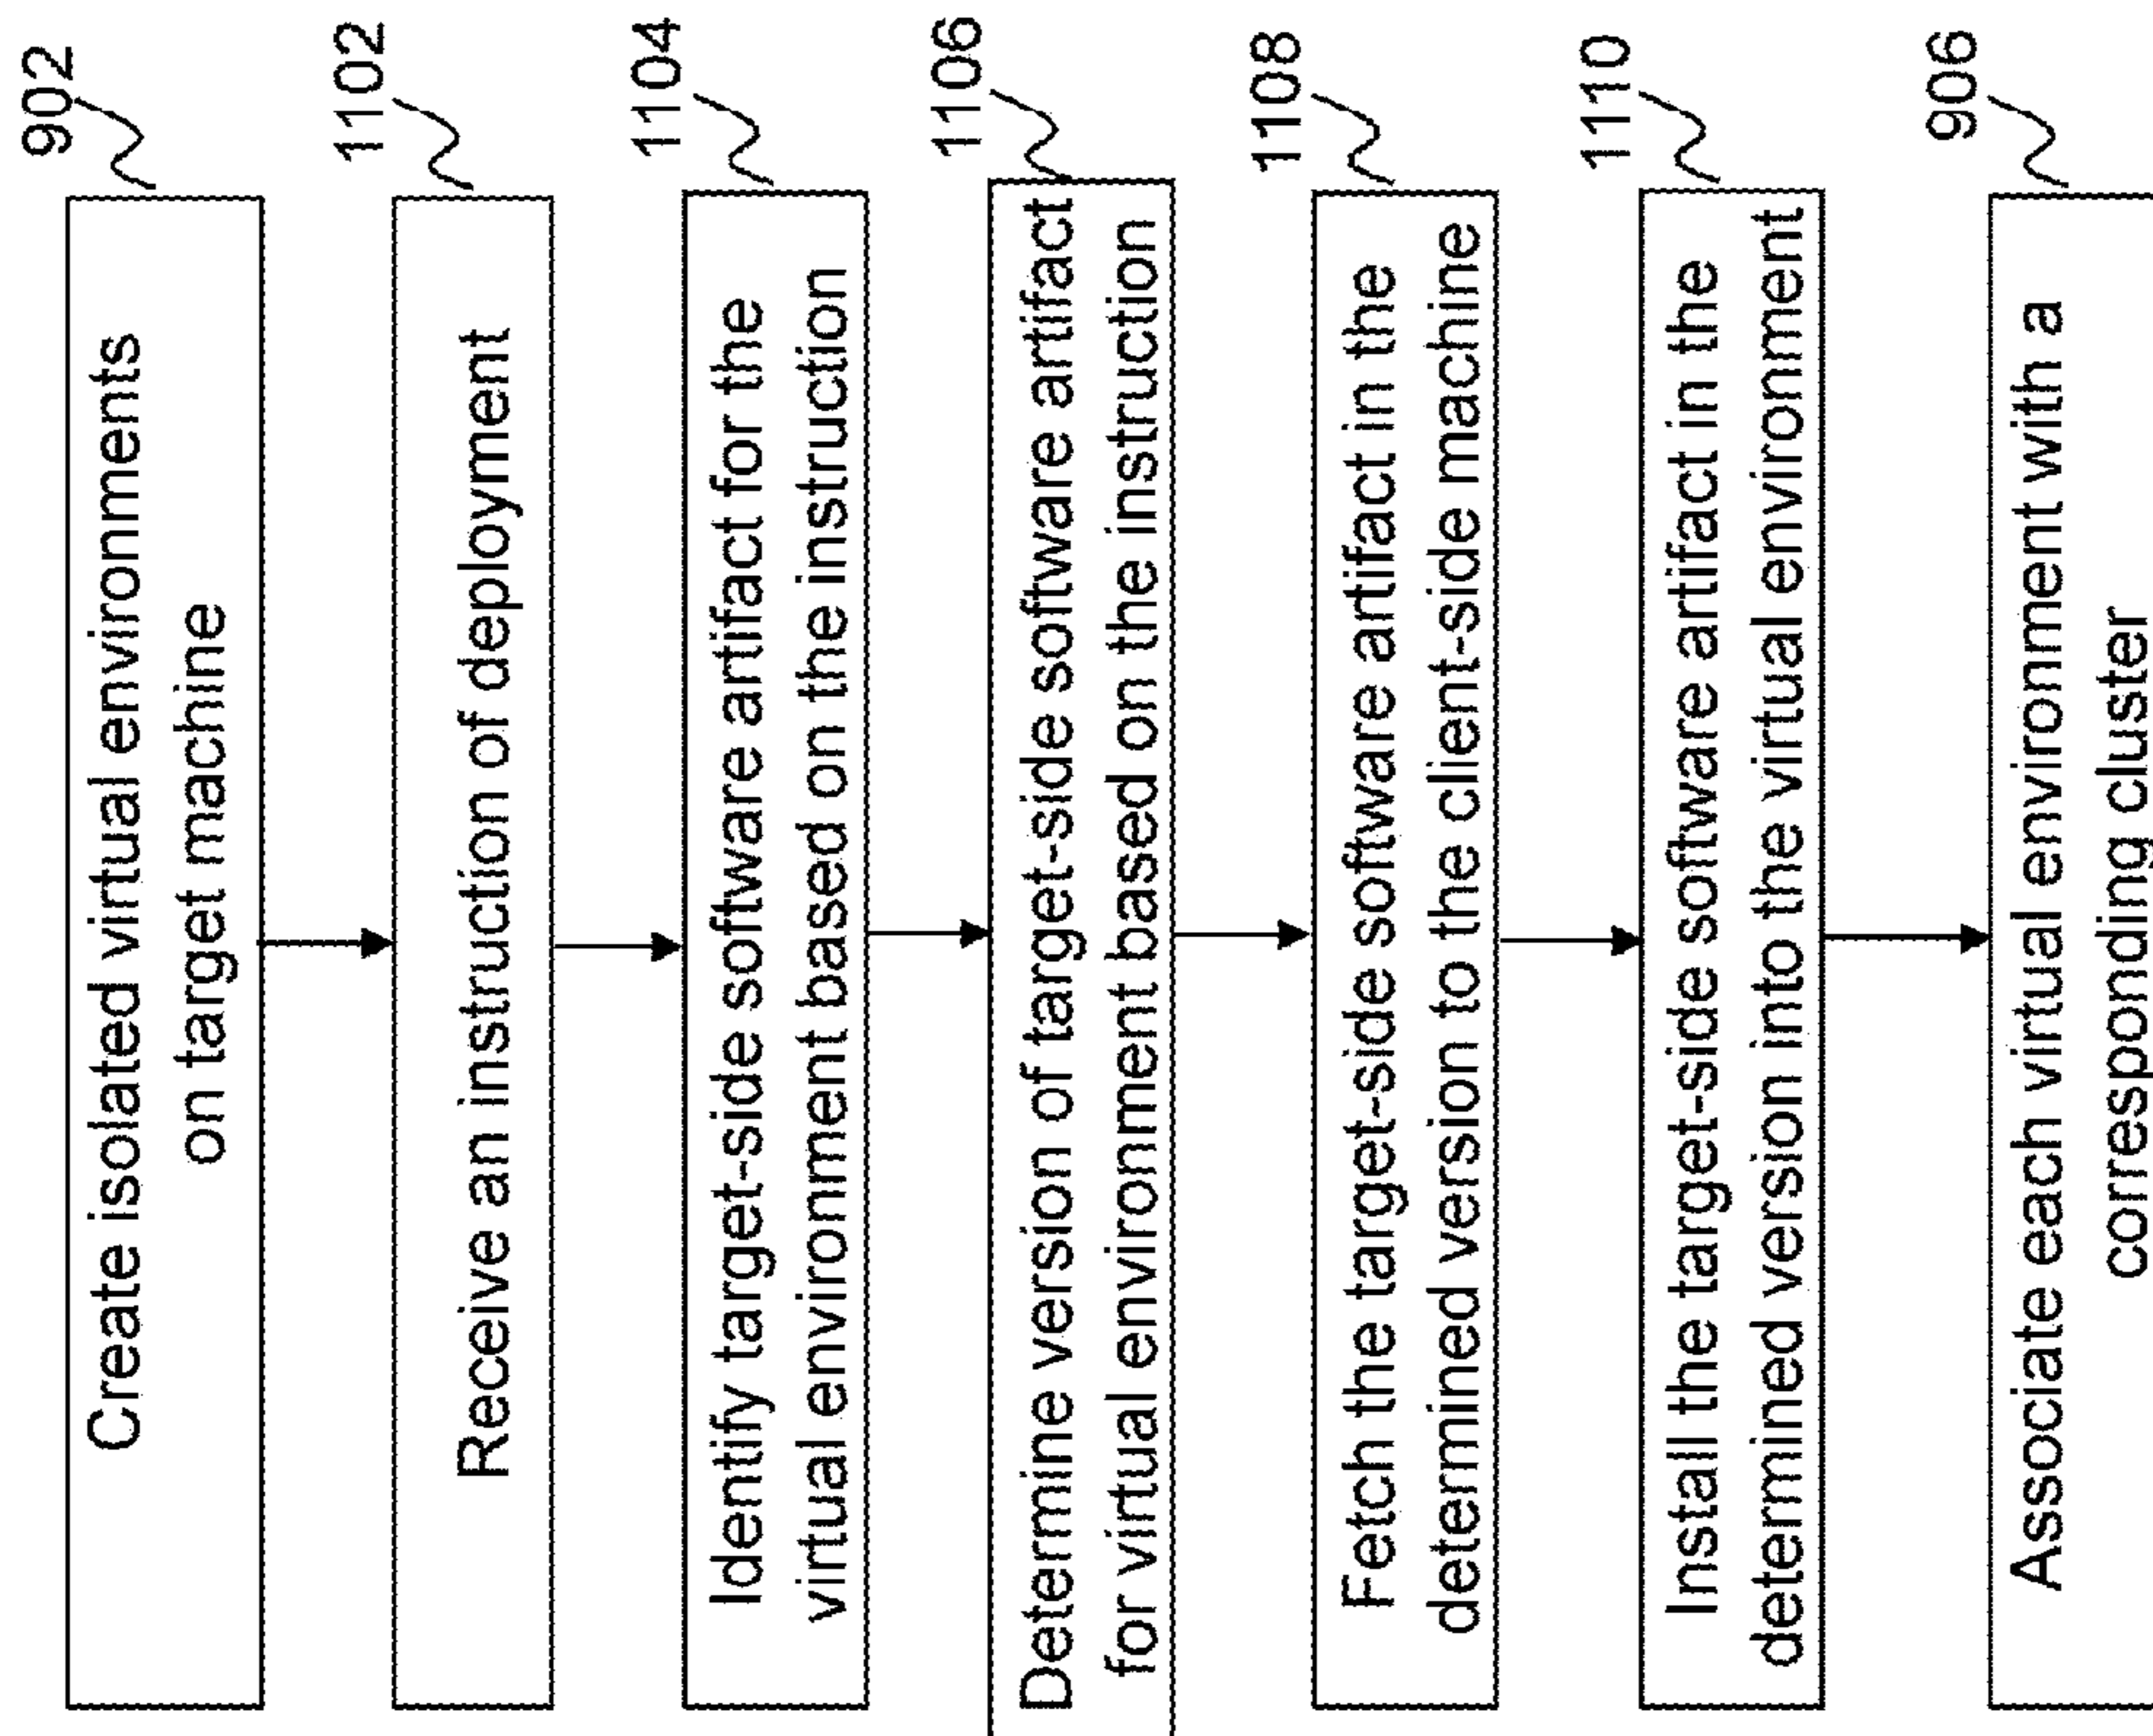 902
Create isolated virtual environments
on target machine
1102
Receive an instruction of deployment
1104
Identify target-side software artifact for the
virtual environment based on the instruction
1106
Determine version of target-side software artifact
for virtual environment based on the instruction
1108
Fetch the target-side software artifact in the
determined version to the client-side machine
1110
Install the target-side software artifact in the
determined version into the virtual environment
906
Associate each virtual environment with a
corresponding cluster